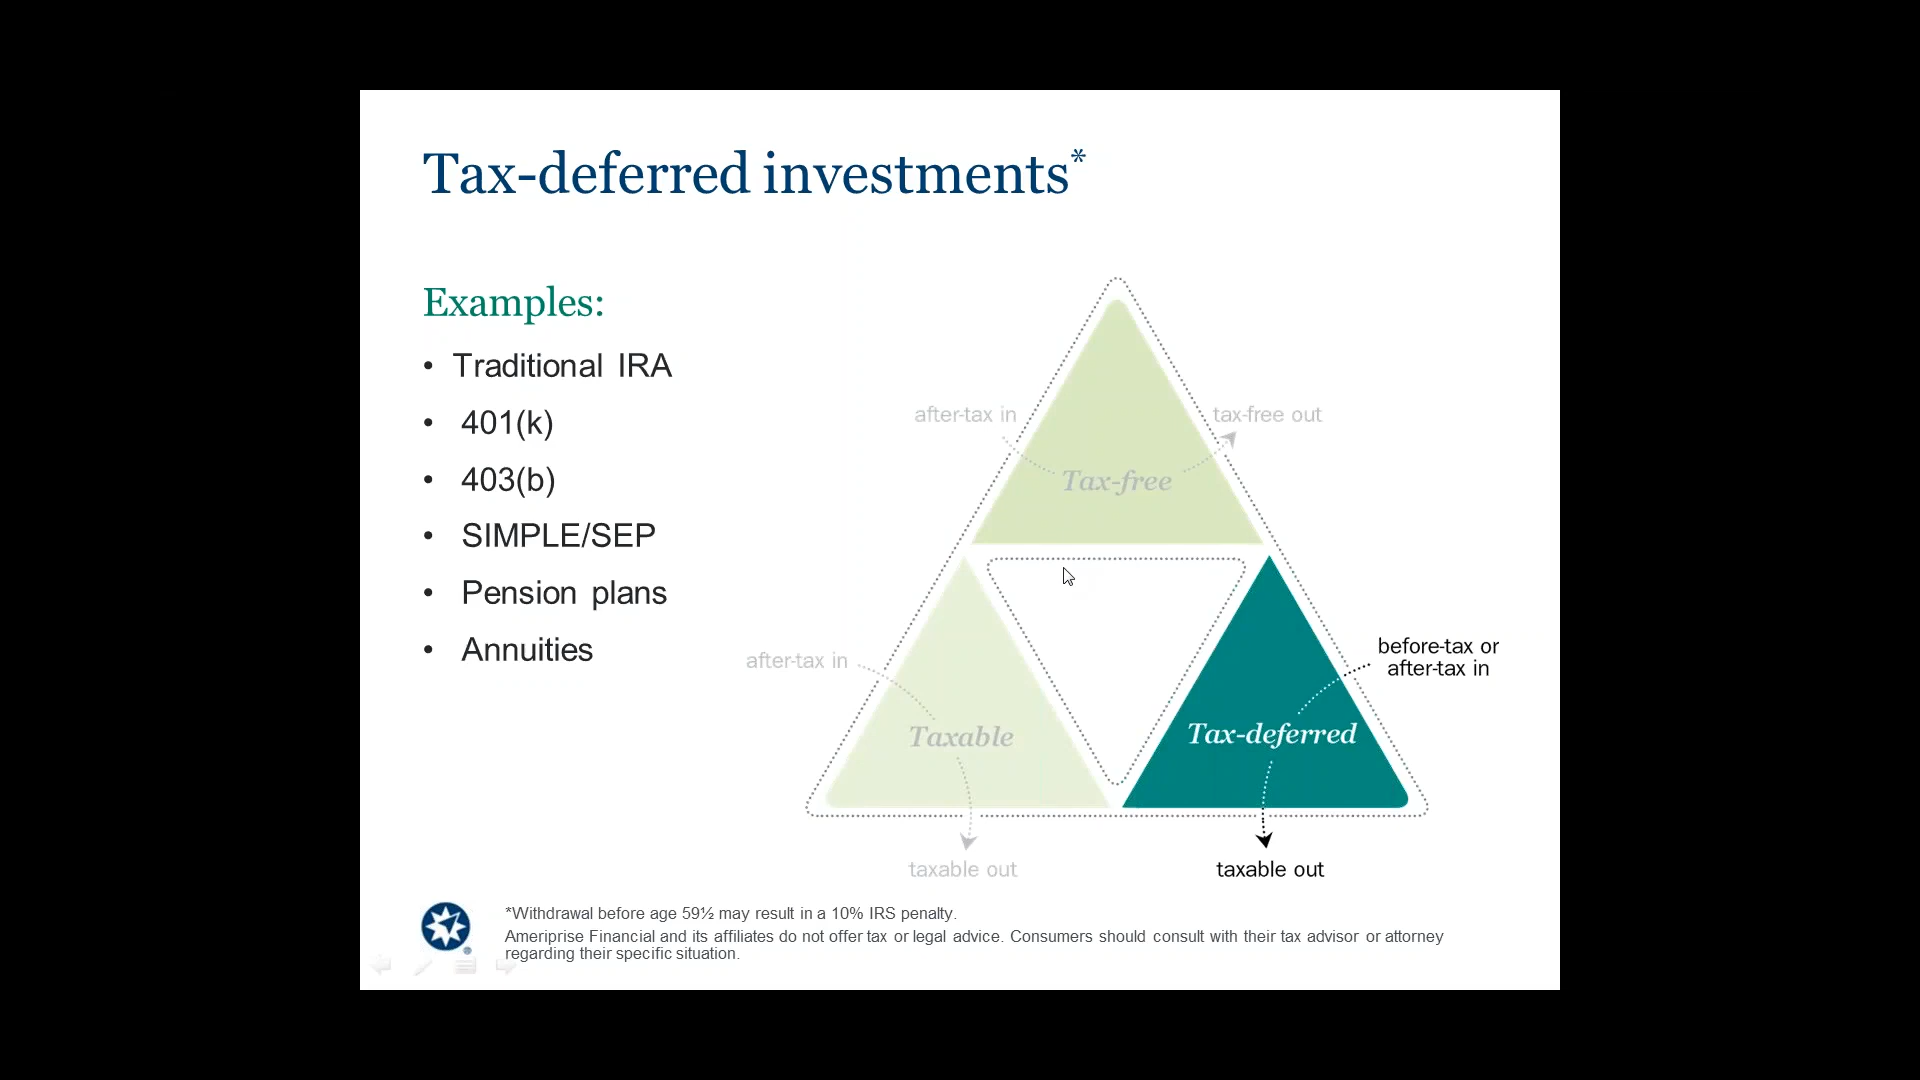 Tax-deferred investments*
Examples:
• Traditional IRA
• 401(k)
• 403(b)
• SIMPLE/SEP
• Pension plans
• Annuities
after-tax in
tax-free out
Tax-free
after-tax in
before-tax or
after-tax in
Taxable
Tax-deferred
taxable out
taxable out
*Withdrawal before age 59½ may result in a 10% IRS penalty.
Ameriprise Financial and its affiliates do not offer tax or legal advice. Consumers should consult with their tax advisor or attorney
regarding their specific situation.